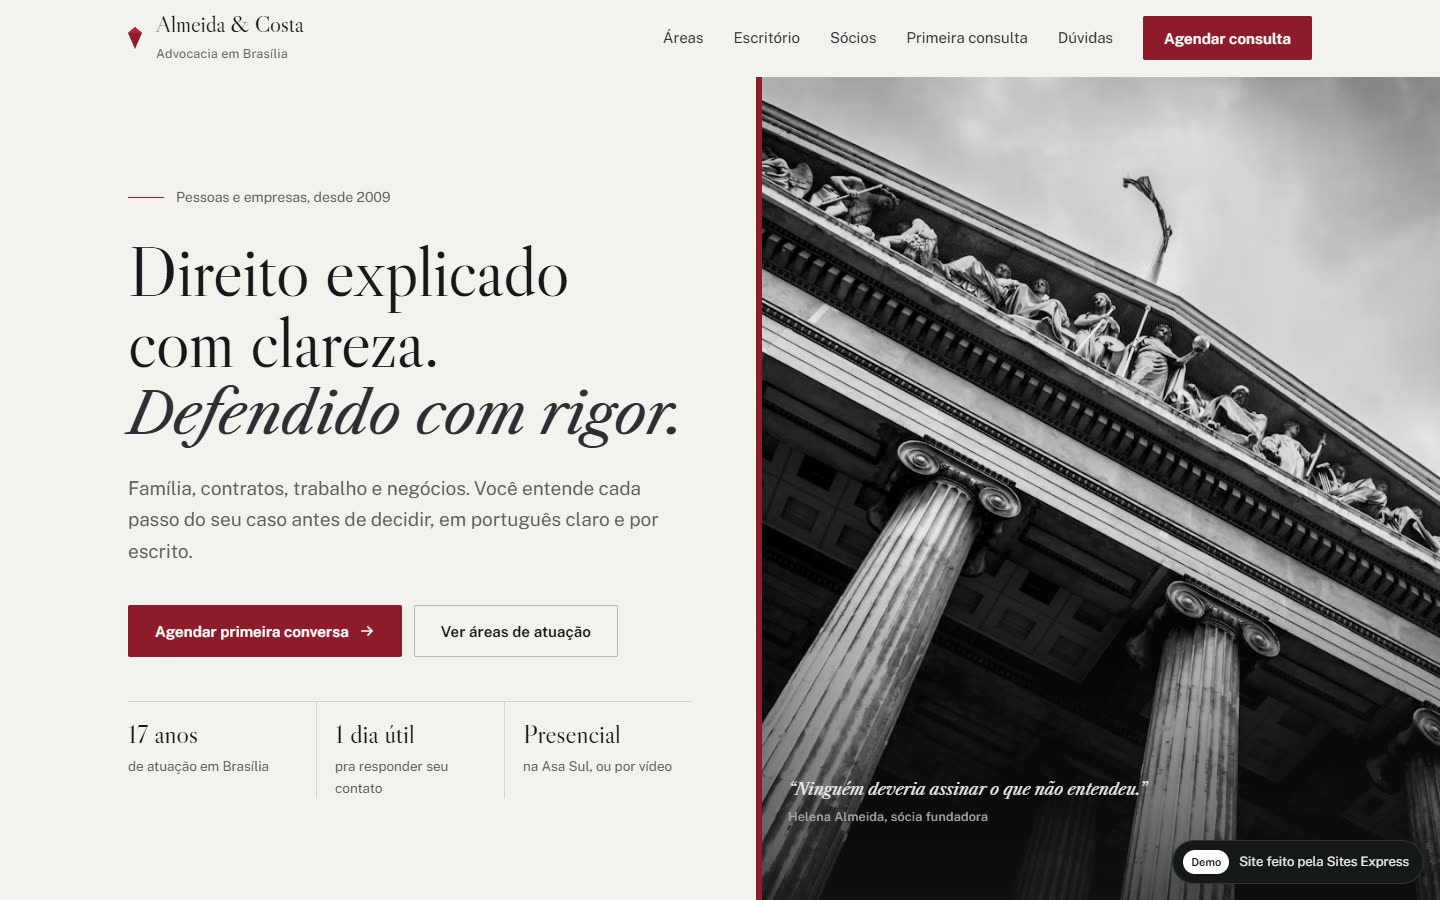 Almeida & Costa
Advocacia em Brasília
Áreas
Escritório
Sócios
Primeira consulta
Dúvidas
Agendar consulta
Pessoas e empresas, desde 2009
Direito explicado
com clareza.
Defendido com rigor.
Família, contratos, trabalho e negócios. Você entende cada
passo do seu caso antes de decidir, em português claro e por
escrito.
Agendar primeira conversa →
Ver áreas de atuação
17 anos
de atuação em Brasília
1 dia útil
pra responder seu
contato
Presencial
na Asa Sul, ou por vídeo
“Ninguém deveria assinar o que não entendeu.”
Helena Almeida, sócia fundadora
Demo
Site feito pela Sites Express